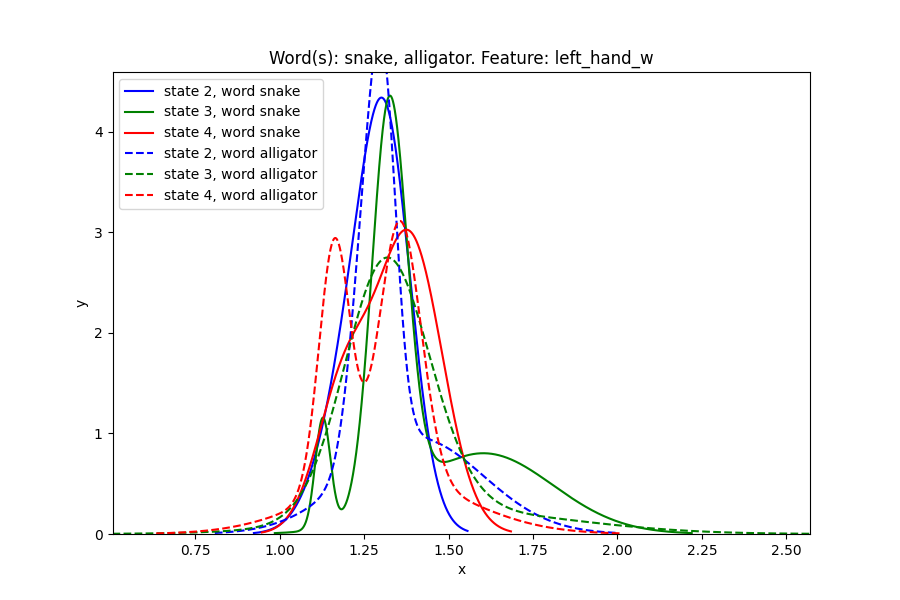 Word(s): snake, alligator. Feature: left_hand_w
state 2, word snake
state 3, word snake
state 4, word snake
state 2, word alligator
state 3, word alligator
state 4, word alligator
4
3
2
1
0
y
0.75 1.00 1.25 1.50 1.75 2.00 2.25 2.50
x